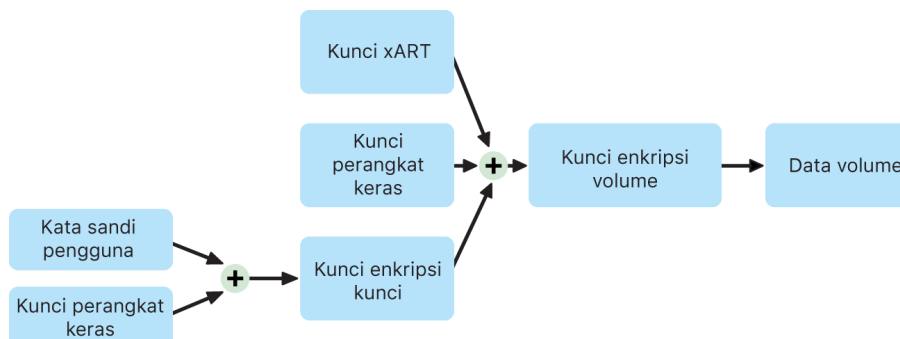 Kunci xART
Kunci
perangkat
keras
+
Kunci enkripsi
volume
Data volume
Kata sandi
pengguna
+
Kunci enkripsi
kunci
Kunci perangkat
keras